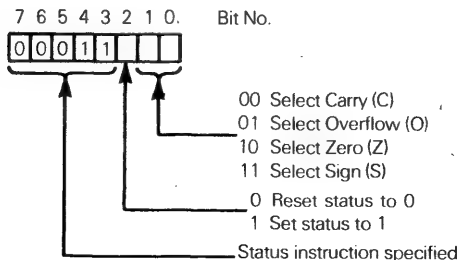 7 6 5 4 3 2 1 0. Bit No.
0 0 0 1 1
00 Select Carry (C)
01 Select Overflow (O)
10 Select Zero (Z)
11 Select Sign (S)
0 Reset status to 0
1 Set status to 1
Status instruction specified